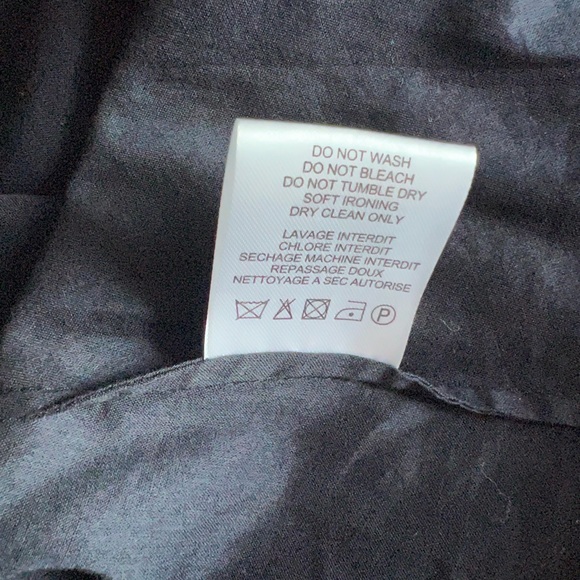 DO NOT WASH
DO NOT BLEACH
DO NOT TUMBLE DRY
SOFT IRONING
DRY CLEAN ONLY
LAVAGE INTERDIT
CHLORE INTERDIT
SECHAGE MACHINE INTERDIT
REPASSAGE DOUX
NETTOYAGE A SEC AUTORISE
P